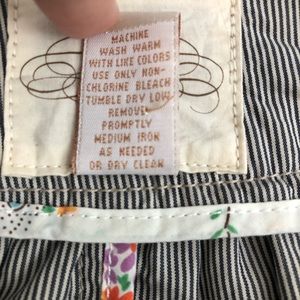 MACHINE
WASH WARM
WITH LIKE COLORS
USE ONLY NON-
CHLORINE BLEACH
TUMBLE DRY LOW
REMOVE
PROMPTLY
MEDIUM IRON
AS NEEDED
OR DRY CLEAN